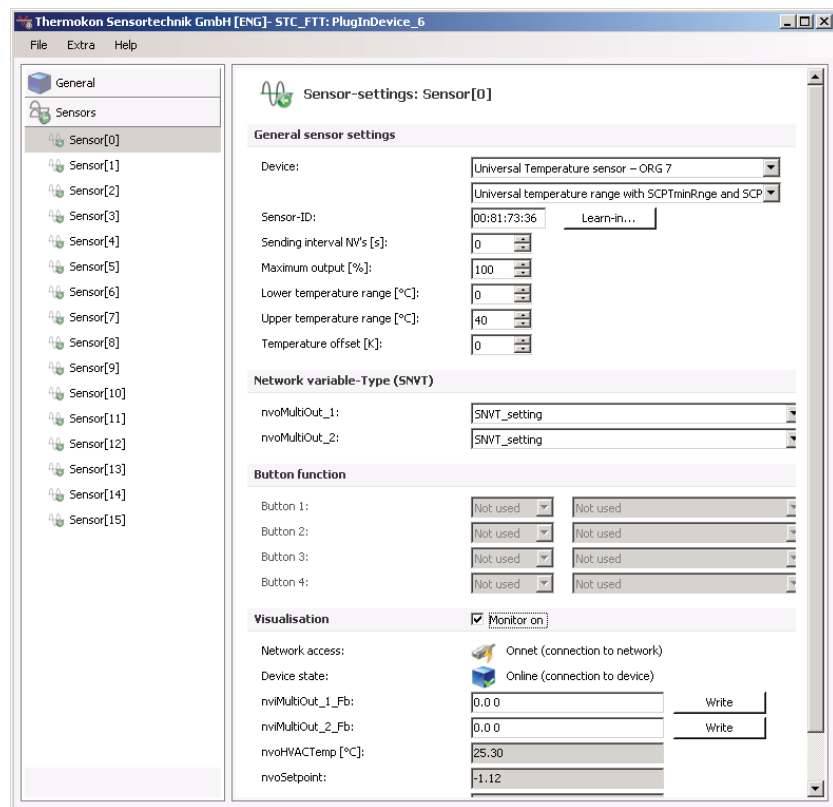 Thermokon Sensortechnik GmbH [ENG]- STC_FTT: PlugInDevice_6
File Extra Help
General
Sensors
Sensor[0]
Sensor[1]
Sensor[2]
Sensor[3]
Sensor[4]
Sensor[5]
Sensor[6]
Sensor[7]
Sensor[8]
Sensor[9]
Sensor[10]
Sensor[11]
Sensor[12]
Sensor[13]
Sensor[14]
Sensor[15]
Sensor-settings: Sensor[0]
General sensor settings
Device: Universal Temperature sensor – ORG 7
Universal temperature range with SCPTminRnge and SCP
Sensor-ID: 00:81:73:36 Learn-in...
Sending interval NV's [s]: 0
Maximum output [%]: 100
Lower temperature range [°C]: 0
Upper temperature range [°C]: 40
Temperature offset [K]: 0
Network variable-Type (SNVT)
nvoMultiOut_1: SNVT_setting
nvoMultiOut_2: SNVT_setting
Button function
Button 1: Not used Not used
Button 2: Not used Not used
Button 3: Not used Not used
Button 4: Not used Not used
Visualisation Monitor on
Network access: Onnet (connection to network)
Device state: Online (connection to device)
nviMultiOut_1_Fb: 0.0 0 Write
nviMultiOut_2_Fb: 0.0 0 Write
nvoHVACTemp [°C]: 25.30
nvoSetpoint: -1.12